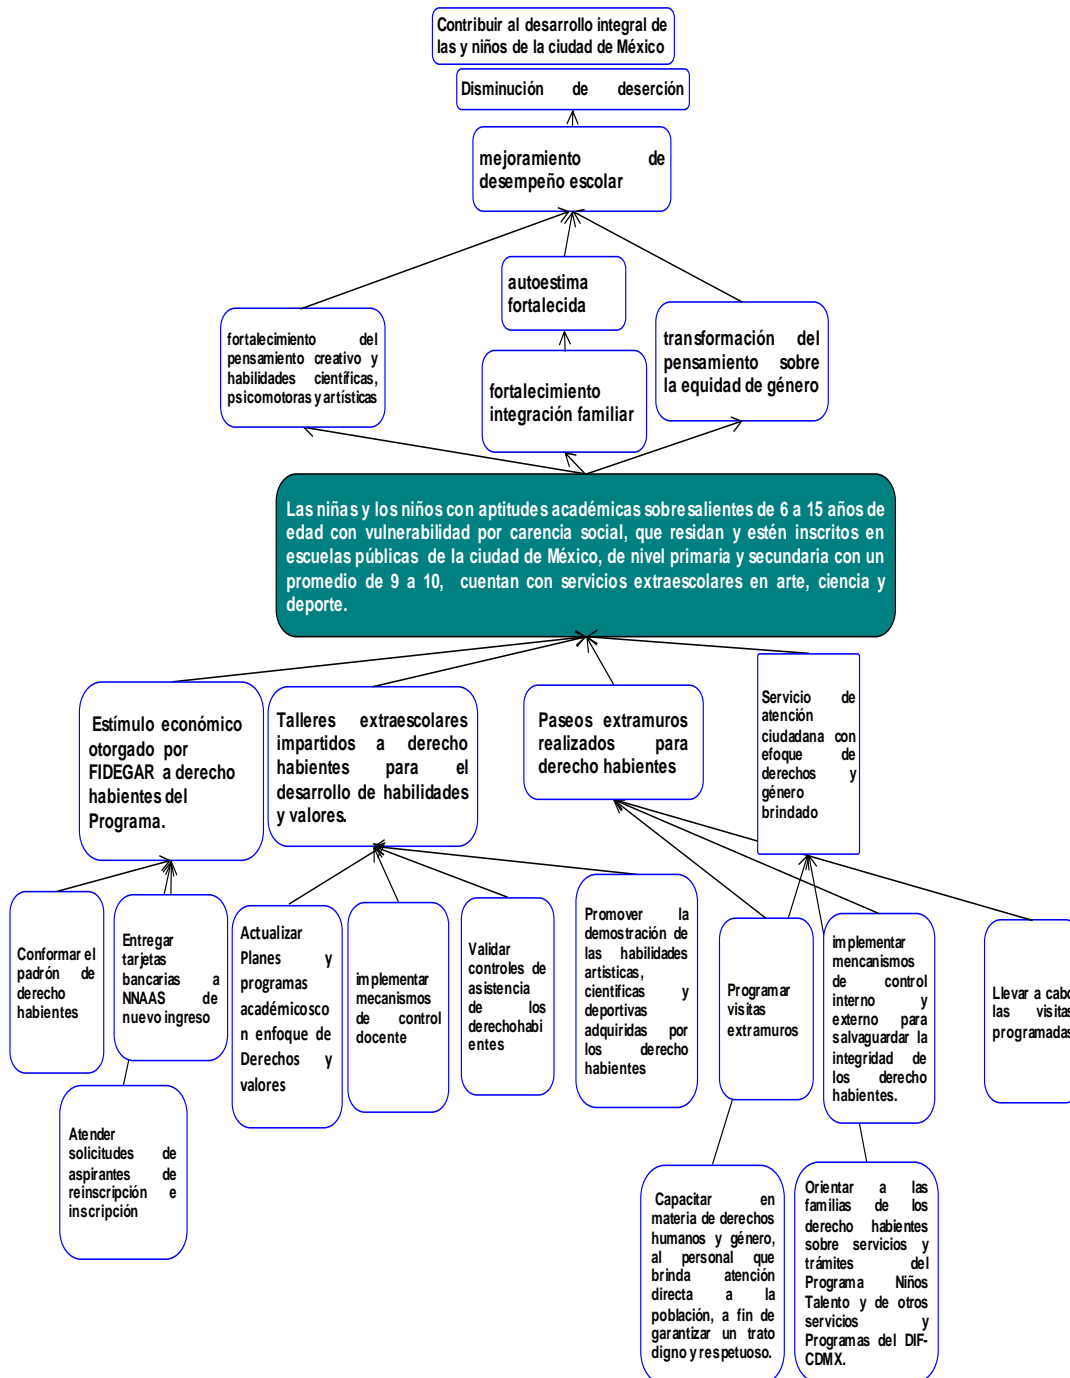 Contribuir al desarrollo integral de
las y niños de la ciudad de México
Disminución de deserción
mejoramiento de
desempeño escolar
autoestima
fortalecida
fortalecimiento del
pensamiento creativo y
habilidades científicas,
psicomotoras y artísticas
fortalecimiento
integración familiar
transformación del
pensamiento sobre
la equidad de género
Las niñas y los niños con aptitudes académicas sobresalientes de 6 a 15 años de
edad con vulnerabilidad por carencia social, que residan y estén inscritos en
escuelas públicas de la ciudad de México, de nivel primaria y secundaria con un
promedio de 9 a 10, cuentan con servicios extraescolares en arte, ciencia y
deporte.
Estímulo económico
otorgado por
FIDEGAR a derecho
habientes del
Programa.
Talleres extraescolares
impartidos a derecho
habientes para el
desarrollo de habilidades
y valores.
Paseos extramuros
realizados para
derecho habientes
Servicio de
atención
ciudadana con
efoque de
derechos y
género
brindado
Conformar el
padrón de
derecho
habientes
Entregar
tarjetas
bancarias a
NNAAS de
nuevo ingreso
Actualizar
Planes y
programas
académicosco
n enfoque de
Derechos y
valores
implementar
mecanismos
de control
docente
Validar
controles de
asistencia
de los
derechohabi
entes
Promover la
demostración de
las habilidades
artisticas,
científicas y
deportivas
adquiridas por
los derecho
habientes
Programar
visitas
extramuros
implementar
mencanismos
de control
interno y
externo para
salvaguardar la
integridad de
los derecho
habientes.
Llevar a cabo
las visitas
programadas
Atender
solicitudes de
aspirantes de
reinscripción e
inscripción
Capacitar en
materia de derechos
humanos y género,
al personal que
brinda atención
directa a la
población, a fin de
garantizar un trato
digno y respetuoso.
Orientar a las
familias de los
derecho habientes
sobre servicios y
trámites del
Programa Niños
Talento y de otros
servicios y
Programas del DIF-
CDMX.